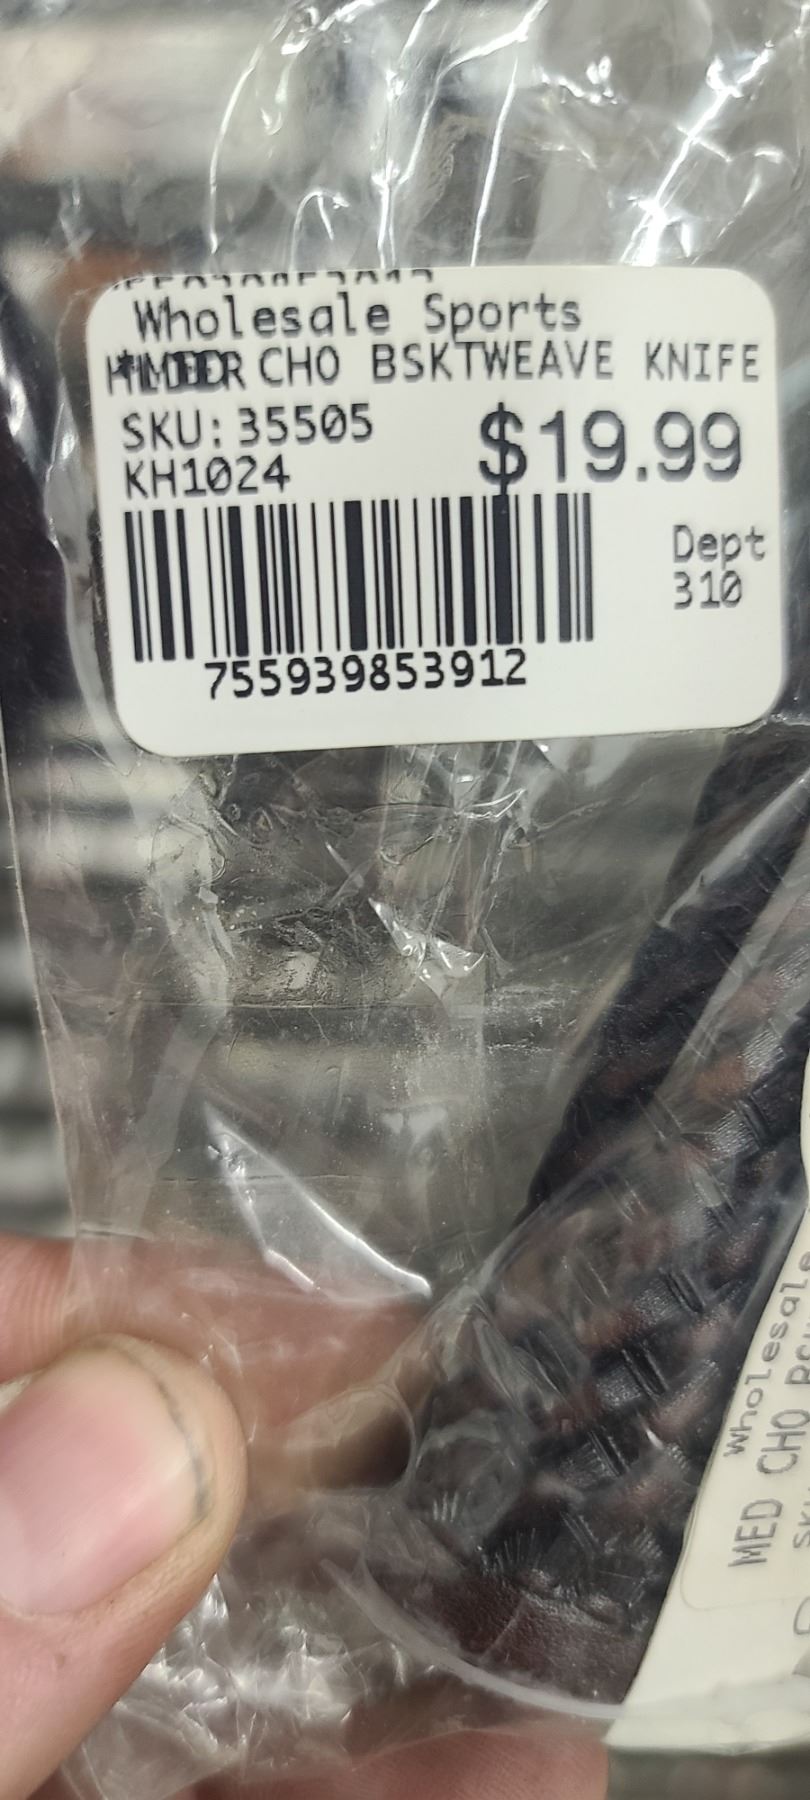 Wholesale Sports
CHO BSKTWEAVE KNIFE
SKU: 35505
$19.99
KH1024
Dept
310
755939853912
Wholesale
MED CHO